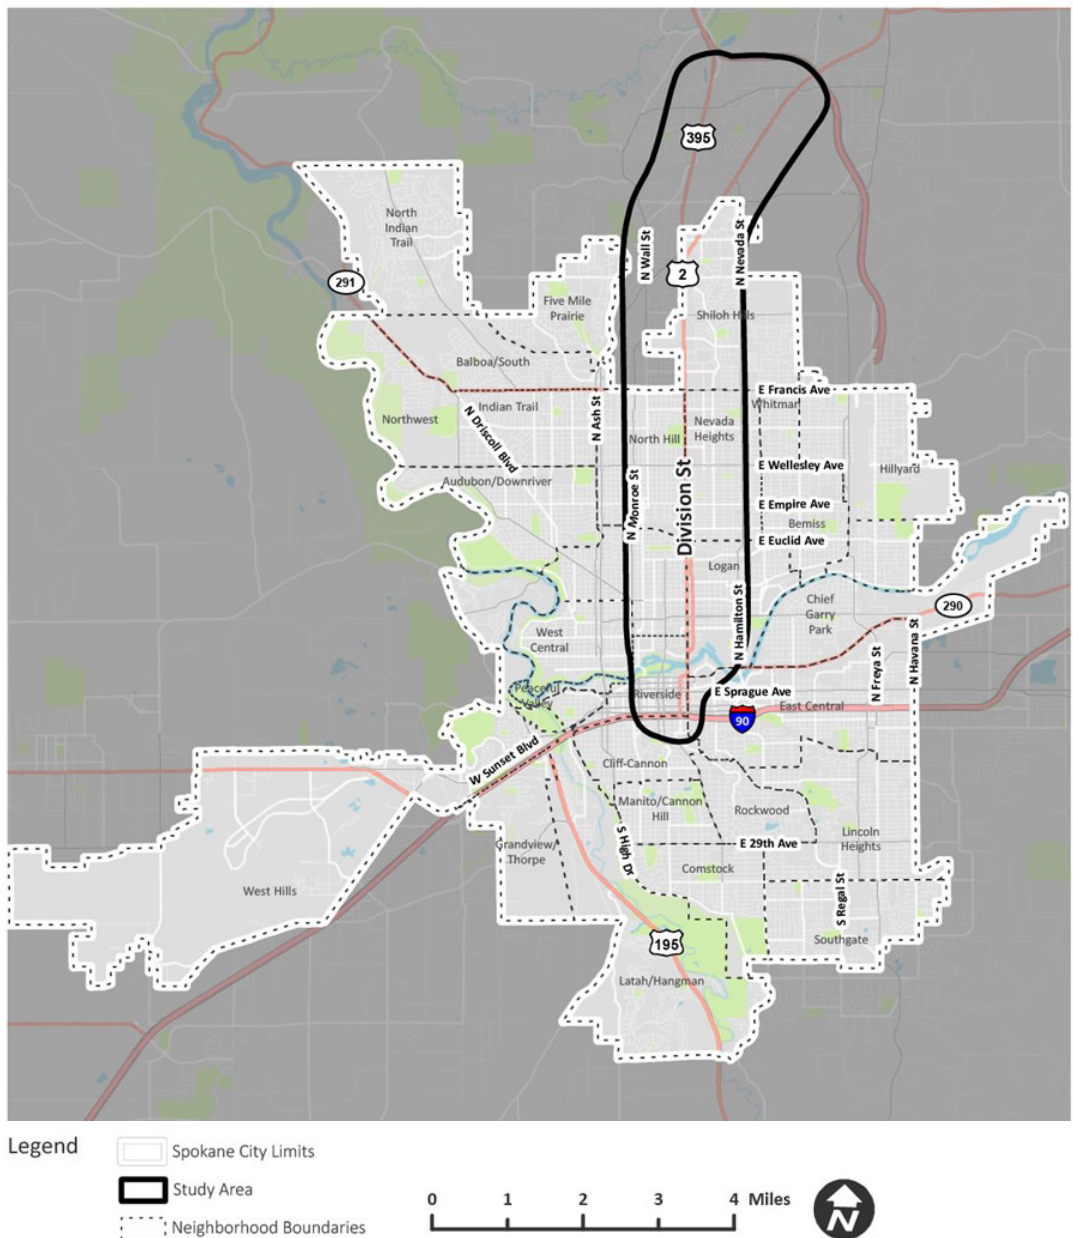 395
North
Indian
Trail
N Wall St
N Nevada St
2
291
Five Mile
Prairie
Shiloh Hills
Balboa/South
Indian Trail
E Francis Ave
Whitman
Northwest
N Driscoll Blvd
N Ash St
North Hill
Nevada
Heights
E Wellesley Ave
Hillyard
Audubon/Downriver
N Monroe St
Division St
E Empire Ave
Bemiss
E Euclid Ave
Logan
N Hamilton St
Chief
Garry
Park
290
West
Central
N Freya St
N Havana St
Peaceful
Valley
Riverside
E Sprague Ave
East Central
90
W Sunset Blvd
Cliff-Cannon
Manito/Cannon
Hill
Rockwood
S High Dr
Grandview/
Thorpe
E 29th Ave
Lincoln
Heights
Comstock
West Hills
S Regal St
195
Southgate
Latah/Hangman
Legend
Spokane City Limits
Study Area
Neighborhood Boundaries
0 1 2 3 4 Miles
N